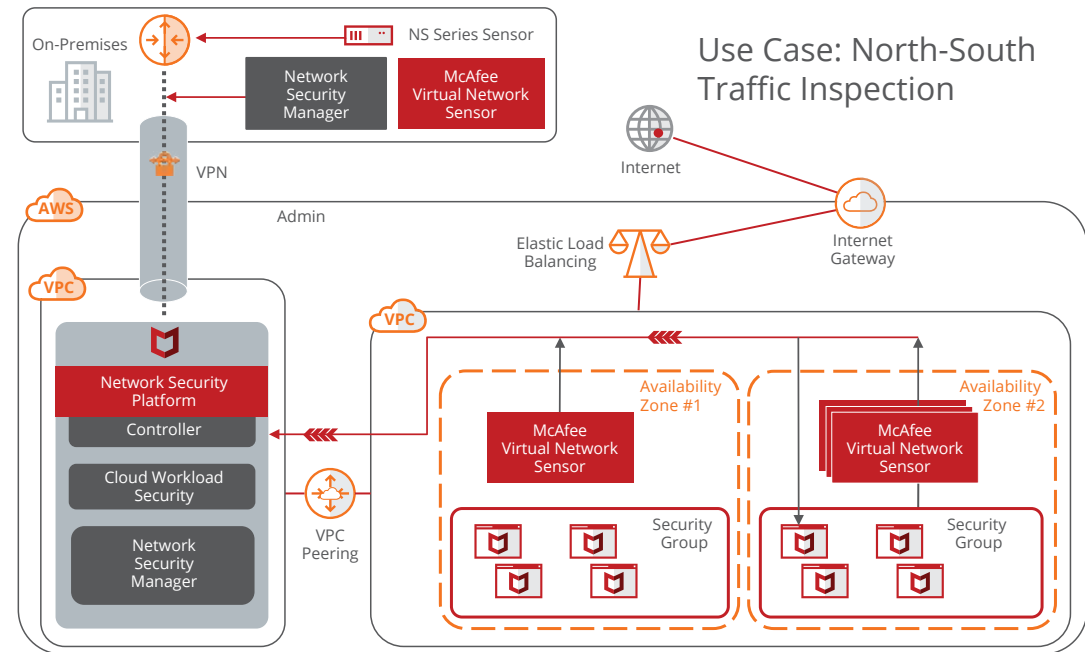 Use Case: North-South
Traffic Inspection
On-Premises
NS Series Sensor
Network
Security
Manager
McAfee
Virtual Network
Sensor
Internet
VPN
AWS
Admin
Elastic Load
Balancing
Internet
Gateway
VPC
VPC
Network Security
Platform
Controller
Cloud Workload
Security
Network
Security
Manager
VPC
Peering
Availability
Zone #1
McAfee
Virtual Network
Sensor
Security
Group
Availability
Zone #2
McAfee
Virtual Network
Sensor
Security
Group